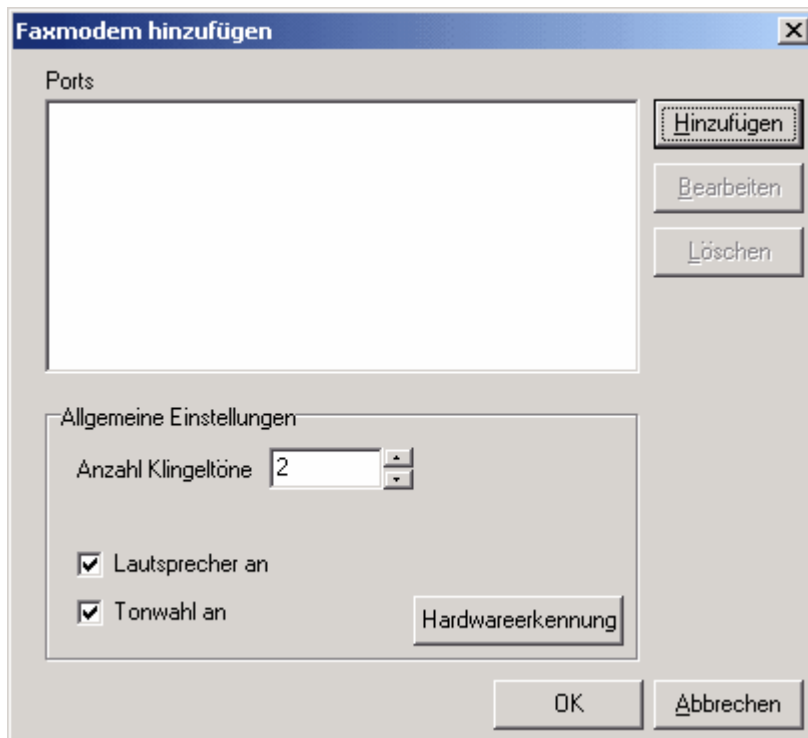 Faxmodem hinzufügen
Ports
Hinzufügen
Bearbeiten
Löschen
Allgemeine Einstellungen
Anzahl Klingeltöne 2
Lautsprecher an
Tonwahl an
Hardwareerkennung
OK Abbrechen